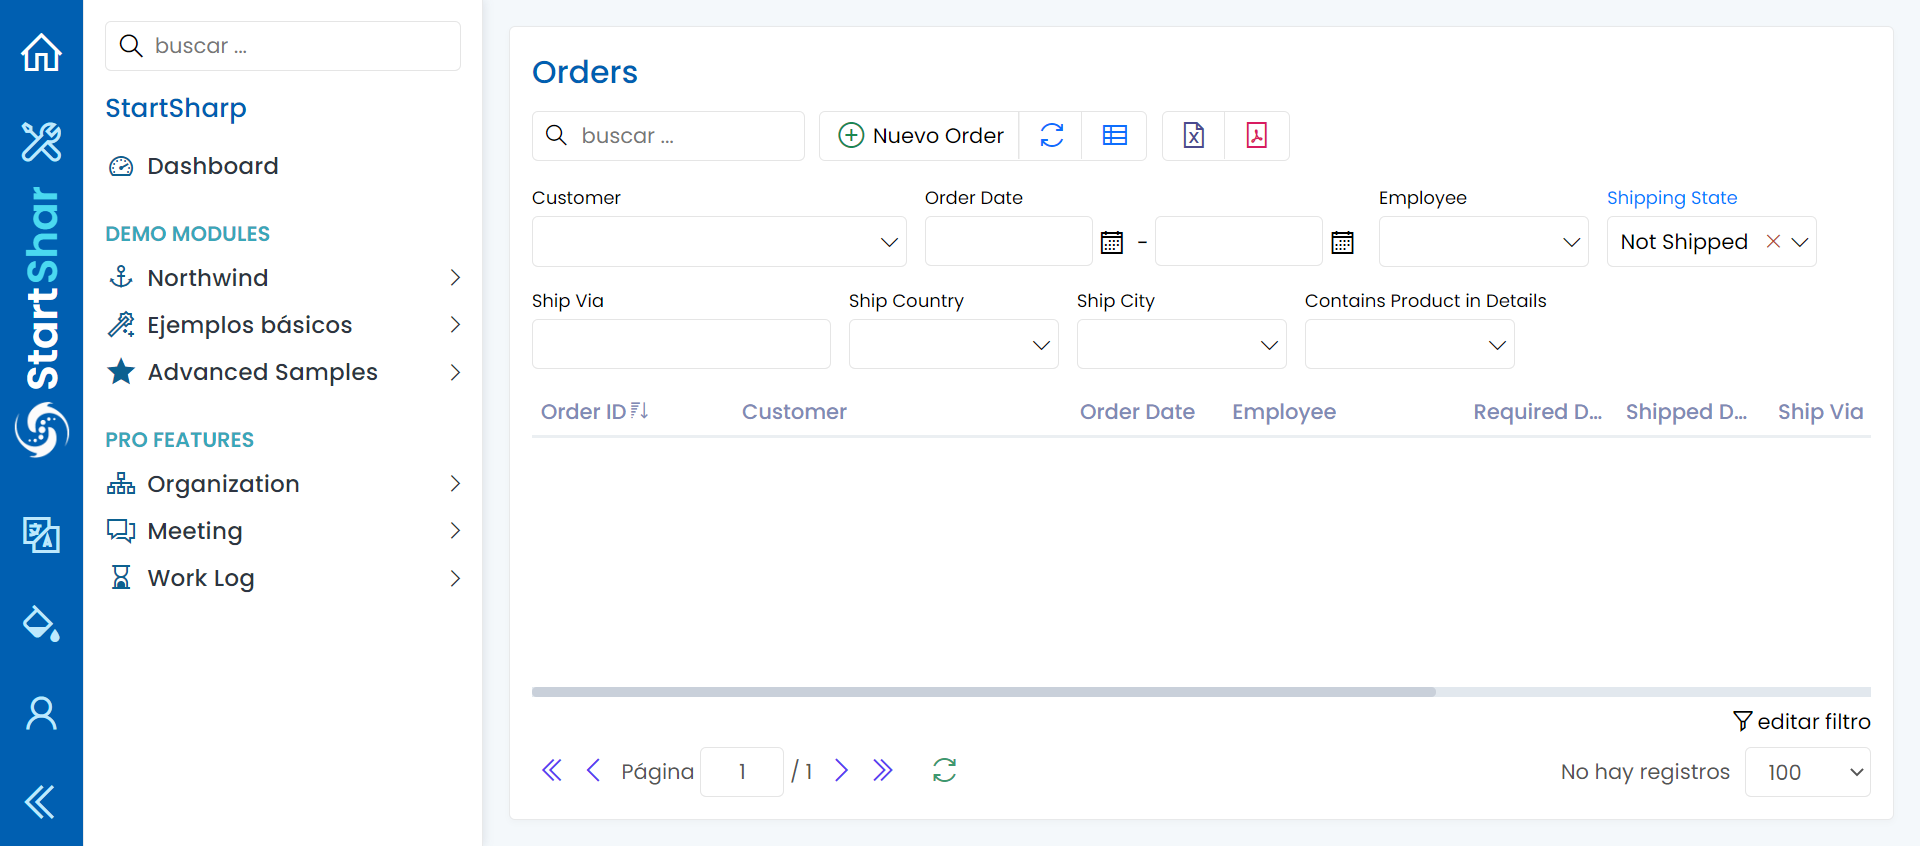 StartShar
buscar ...
StartSharp
Dashboard
DEMO MODULES
Northwind
Ejemplos básicos
Advanced Samples
PRO FEATURES
Organization
Meeting
Work Log
Orders
buscar ...
Nuevo Order
Customer
Order Date
-
Employee
Shipping State
Not Shipped
Ship Via
Ship Country
Ship City
Contains Product in Details
Order ID
Customer
Order Date
Employee
Required D...
Shipped D...
Ship Via
editar filtro
Página 1 / 1
No hay registros
100